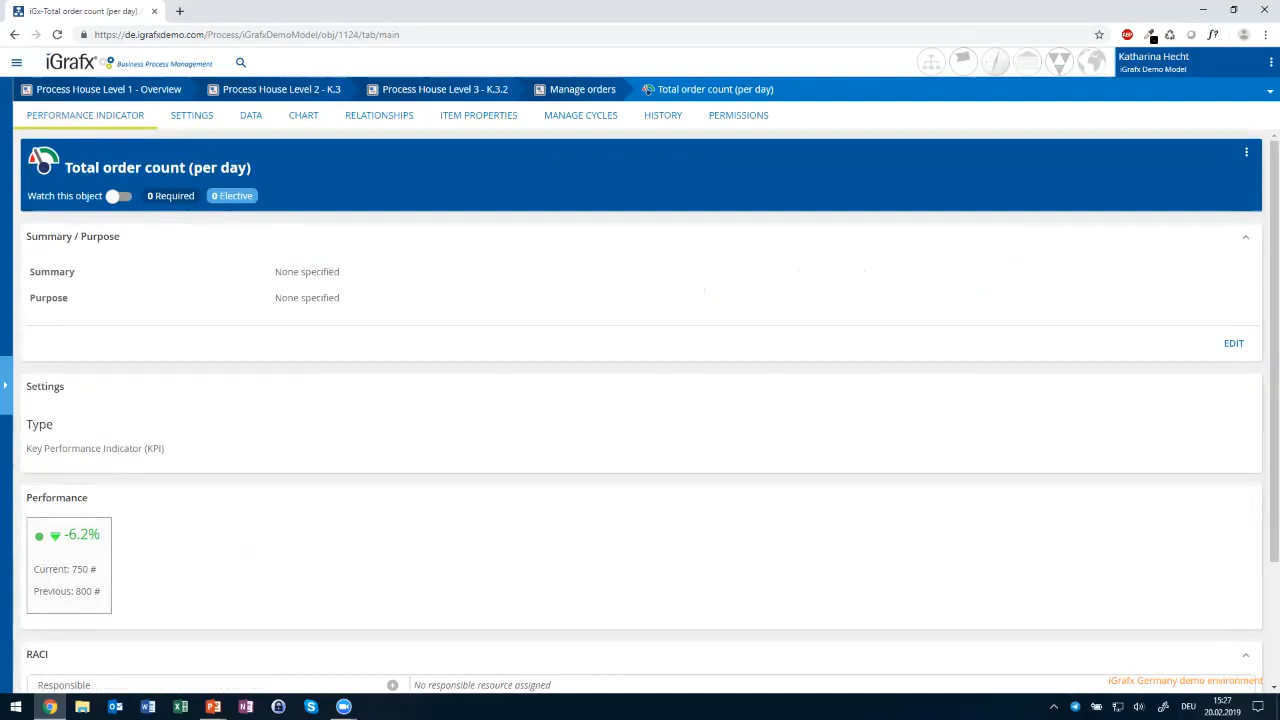 iGx-Total order count (per day) /
https://de.igrafxdemo.com/Process/iGrafxDemoModel/obj/1124/tab/main
ABP
f?
iGrafx Business Process Management
Katharina Hecht
iGrafx Demo Model
Process House Level 1 - Overview
Process House Level 2 - K.3
Process House Level 3 - K.3.2
Manage orders
Total order count (per day)
PERFORMANCE INDICATOR
SETTINGS
DATA
CHART
RELATIONSHIPS
ITEM PROPERTIES
MANAGE CYCLES
HISTORY
PERMISSIONS
Total order count (per day)
Watch this object
0 Required
0 Elective
Summary / Purpose
Summary None specified
Purpose None specified
EDIT
Settings
Type
Key Performance Indicator (KPI)
Performance
-6.2%
Current: 750 #
Previous: 800 #
RACI
Responsible
No responsible resource assigned
iGrafx Germany demo environment
DEU
15:27
20.02.2019